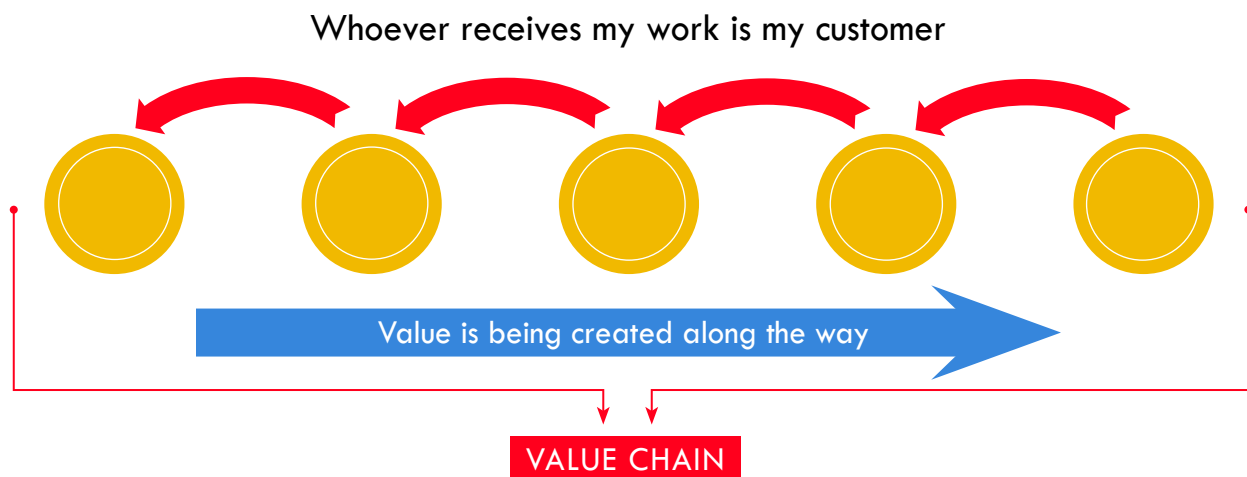 Whoever receives my work is my customer
Value is being created along the way
VALUE CHAIN